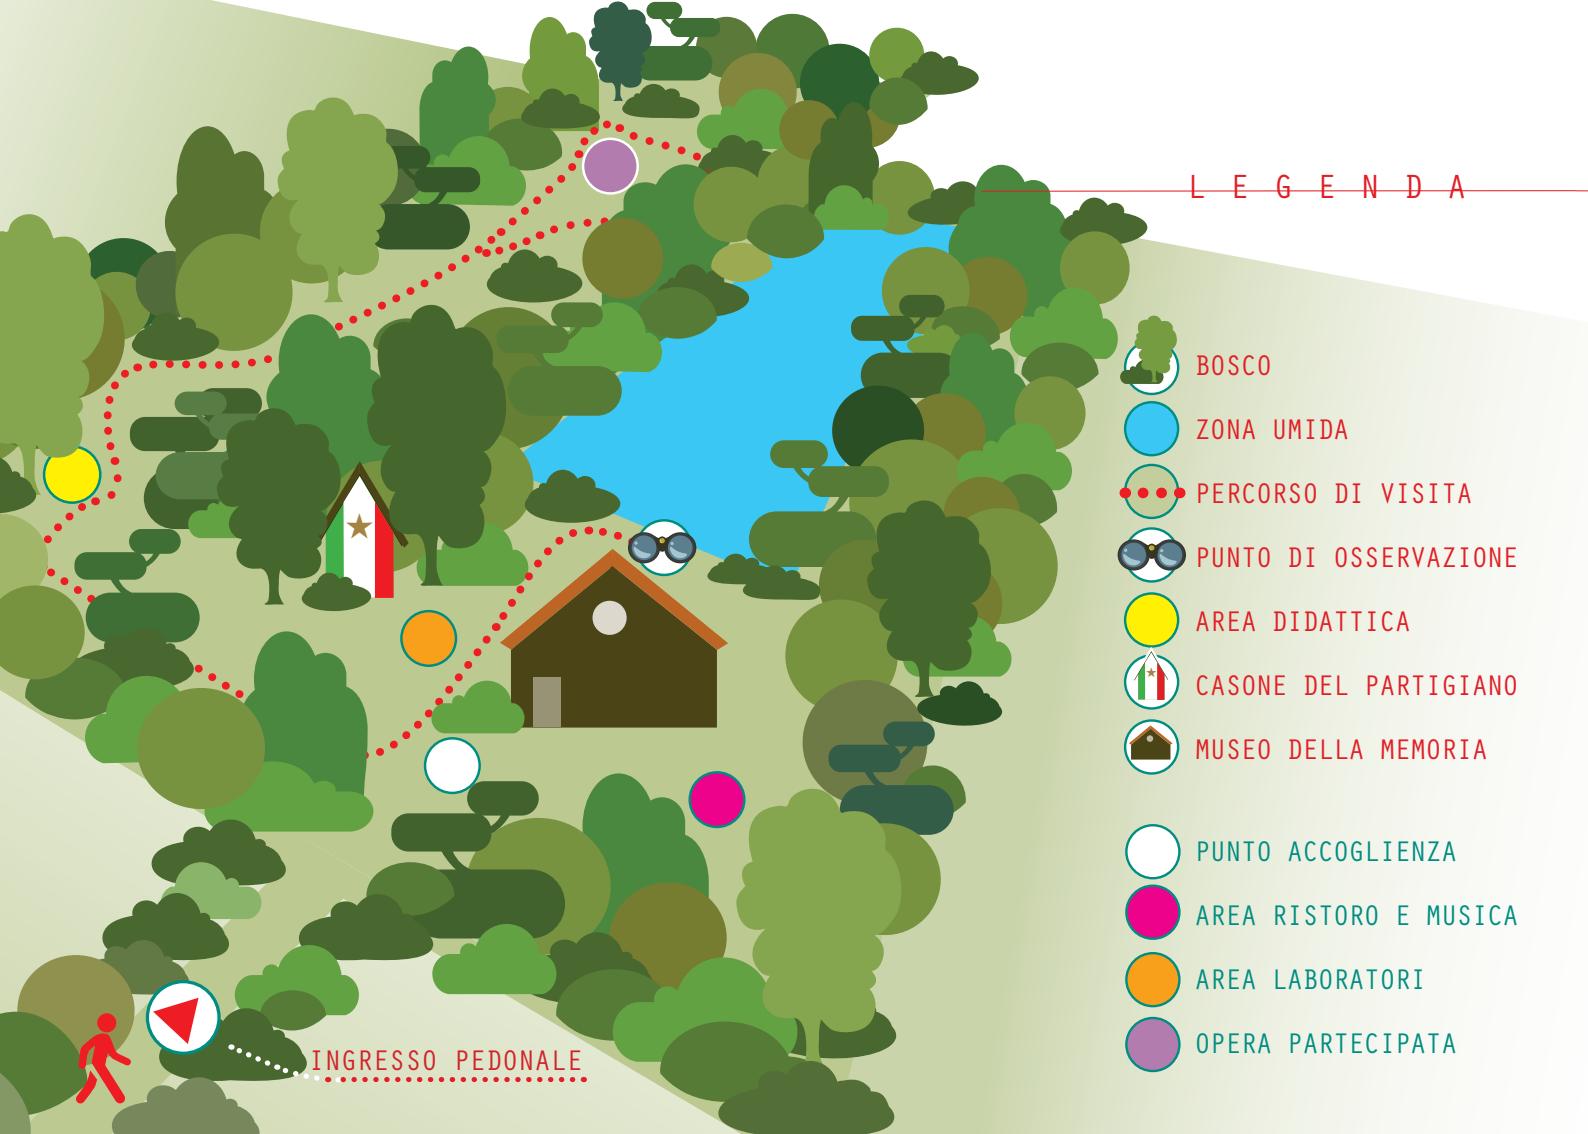 LEGENDA
BOSCO
ZONA UMIDA
PERCORSO DI VISITA
PUNTO DI OSSERVAZIONE
AREA DIDATTICA
CASONE DEL PARTIGIANO
MUSEO DELLA MEMORIA
PUNTO ACCOGLIENZA
AREA RISTORO E MUSICA
AREA LABORATORI
OPERA PARTECIPATA
INGRESSO PEDONALE